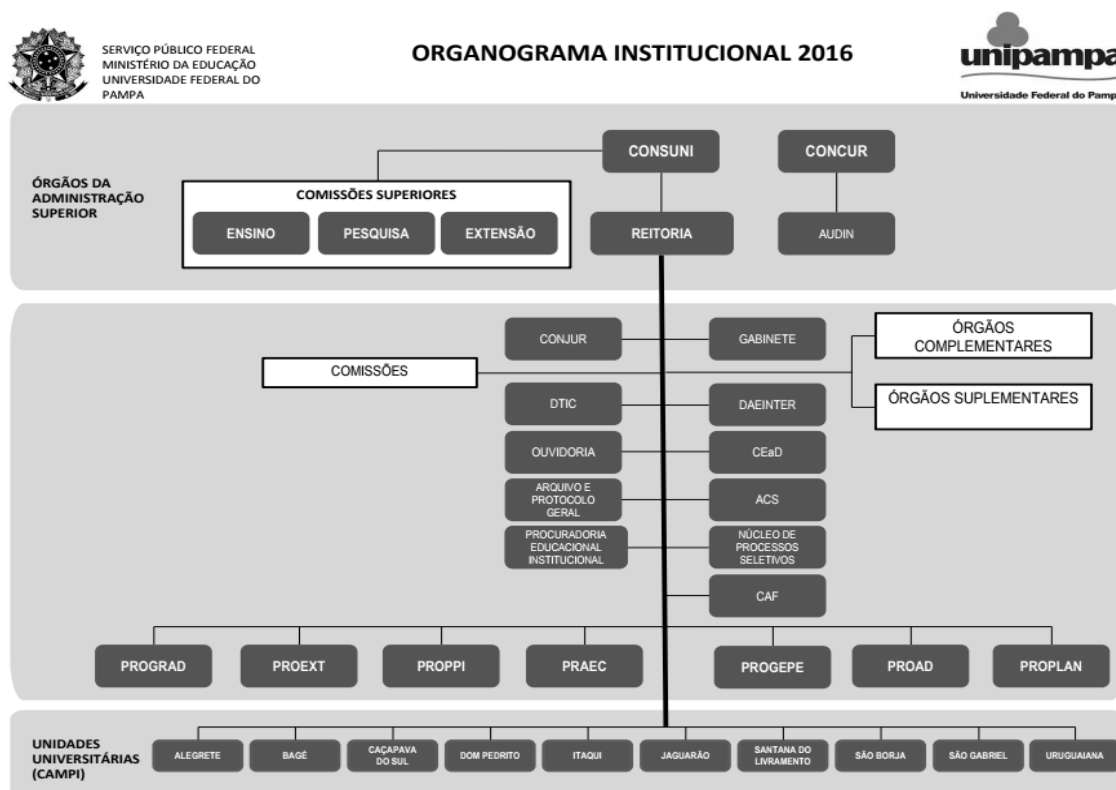 SERVIÇO PÚBLICO FEDERAL
MINISTÉRIO DA EDUCAÇÃO
UNIVERSIDADE FEDERAL DO
PAMPA
ORGANOGRAMA INSTITUCIONAL 2016
unipampa
Universidade Federal do Pampa
ÓRGÃOS DA
ADMINISTRAÇÃO
SUPERIOR
CONSUNI
CONCUR
COMISSÕES SUPERIORES
ENSINO
PESQUISA
EXTENSÃO
REITORIA
AUDIN
CONJUR
GABINETE
ÓRGÃOS
COMPLEMENTARES
COMISSÕES
ÓRGÃOS SUPLEMENTARES
DTIC
DAEINTER
OUVIDORIA
CEaD
ARQUIVO E
PROTOCOLO
GERAL
ACS
PROCURADORIA
EDUCACIONAL
INSTITUCIONAL
NÚCLEO DE
PROCESSOS
SELETIVOS
CAF
PROGRAD
PROEXT
PROPPI
PRAEC
PROGEPE
PROAD
PROPLAN
UNIDADES
UNIVERSITÁRIAS
(CAMPI)
ALEGRETE
BAGÉ
CAÇAPAVA
DO SUL
DOM PEDRITO
ITAQUI
JAGUARÃO
SANTANA DO
LIVRAMENTO
SÃO BORJA
SÃO GABRIEL
URUGUAIANA